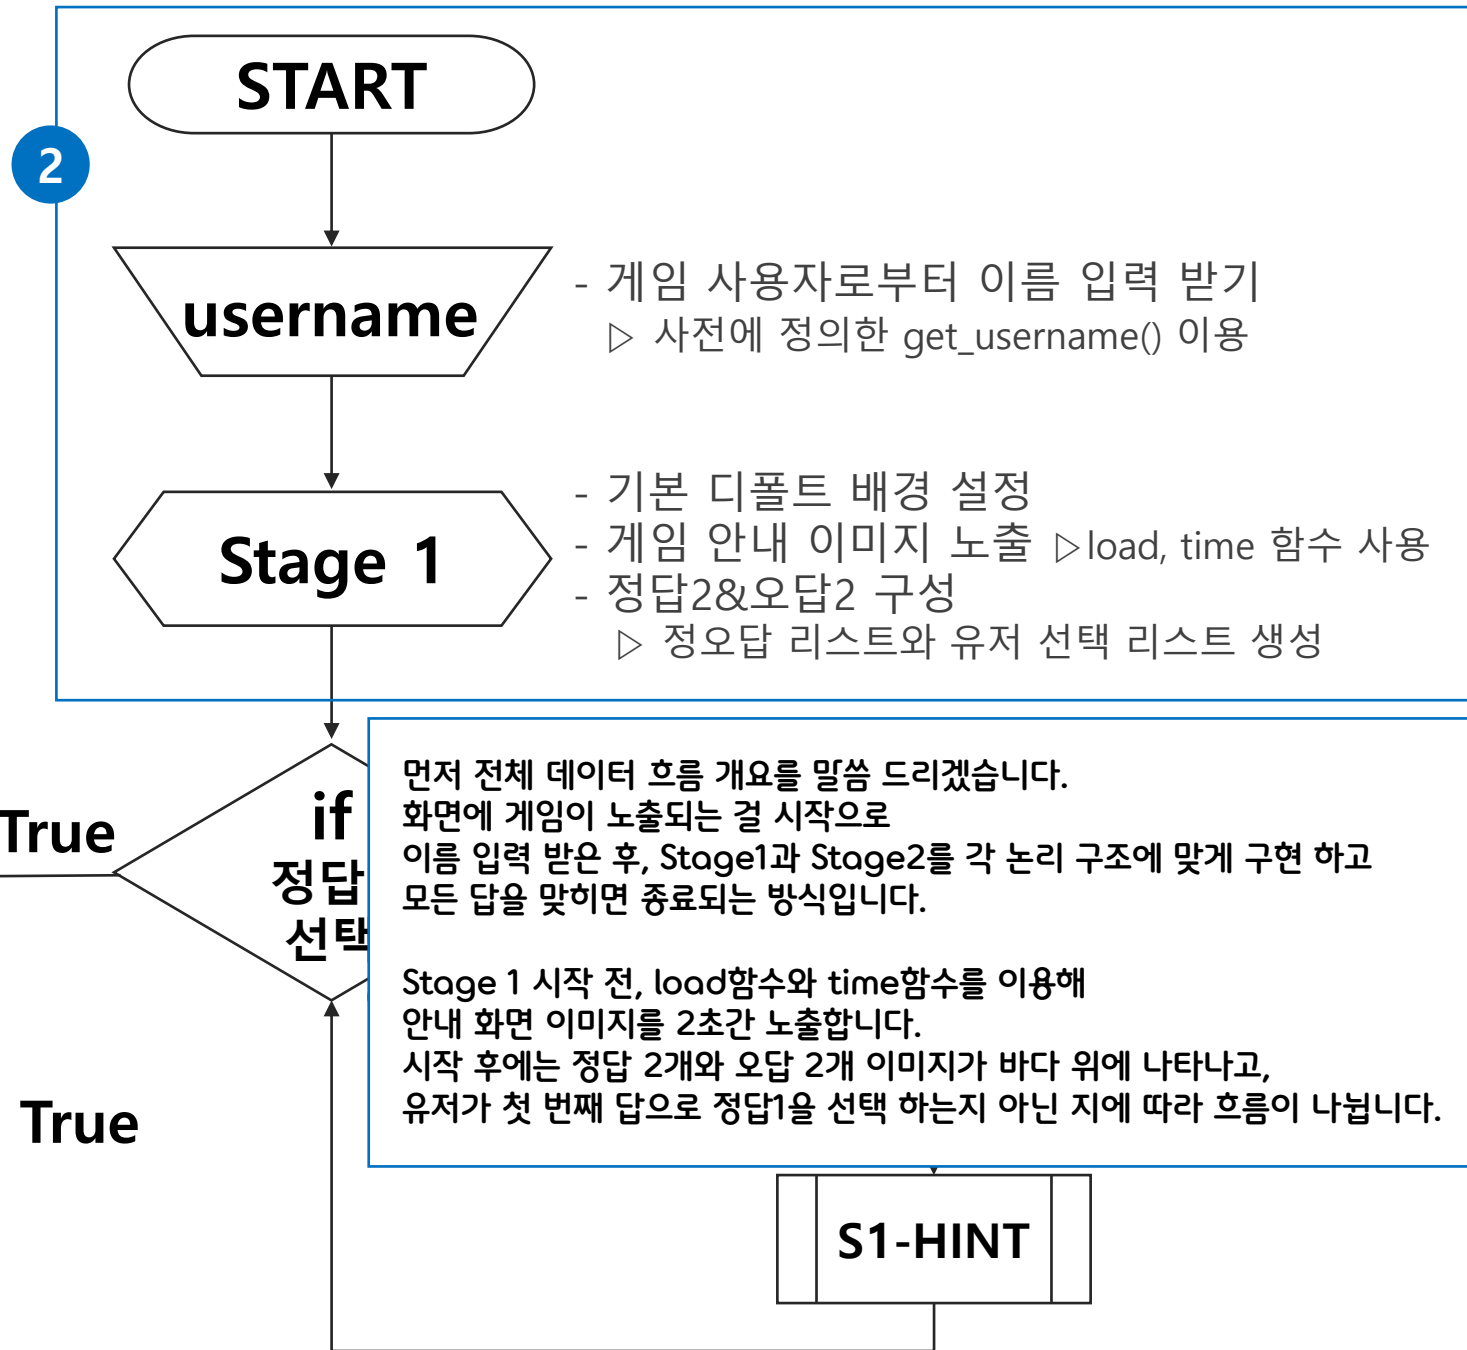 START
2
username
- 게임 사용자로부터 이름 입력 받기
▷ 사전에 정의한 get_username() 이용
Stage 1
- 기본 디폴트 배경 설정
- 게임 안내 이미지 노출 ▷load, time 함수 사용
- 정답2&오답2 구성
▷ 정오답 리스트와 유저 선택 리스트 생성
True
if
정답
선택
먼저 전체 데이터 흐름 개요를 말씀 드리겠습니다.
화면에 게임이 노출되는 걸 시작으로
이름 입력 받은 후, Stage1과 Stage2를 각 논리 구조에 맞게 구현 하고
모든 답을 맞히면 종료되는 방식입니다.
Stage 1 시작 전, load함수와 time함수를 이용해
안내 화면 이미지를 2초간 노출합니다.
시작 후에는 정답 2개와 오답 2개 이미지가 바다 위에 나타나고,
유저가 첫 번째 답으로 정답1을 선택 하는지 아닌 지에 따라 흐름이 나뉩니다.
True
S1-HINT